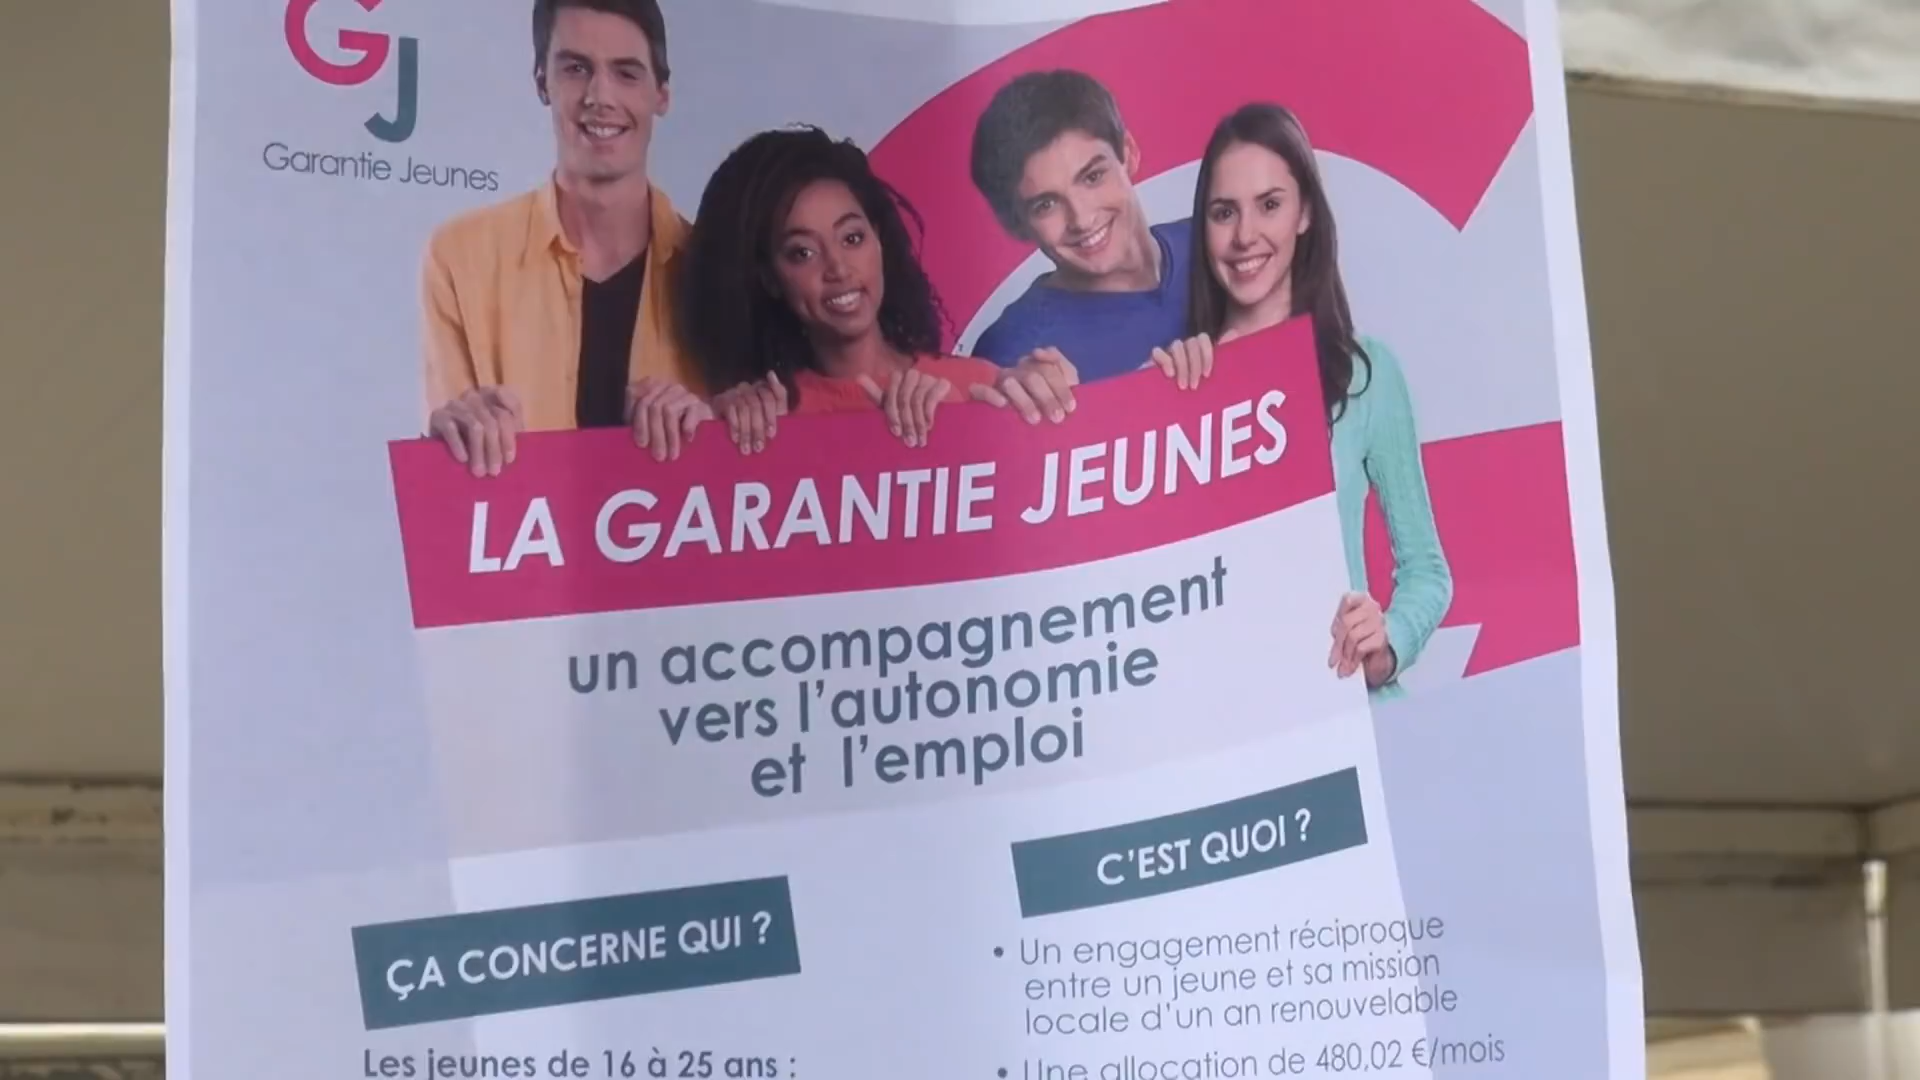 GJ
Garantie Jeunes
LA GARANTIE JEUNES
un accompagnement
vers l'autonomie
et l'emploi
ÇA CONCERNE QUI ?
Les jeunes de 16 à 25 ans :
C'EST QUOI ?
• Un engagement réciproque
entre un jeune et sa mission
locale d'un an renouvelable
• Une allocation de 480,02 €/mois